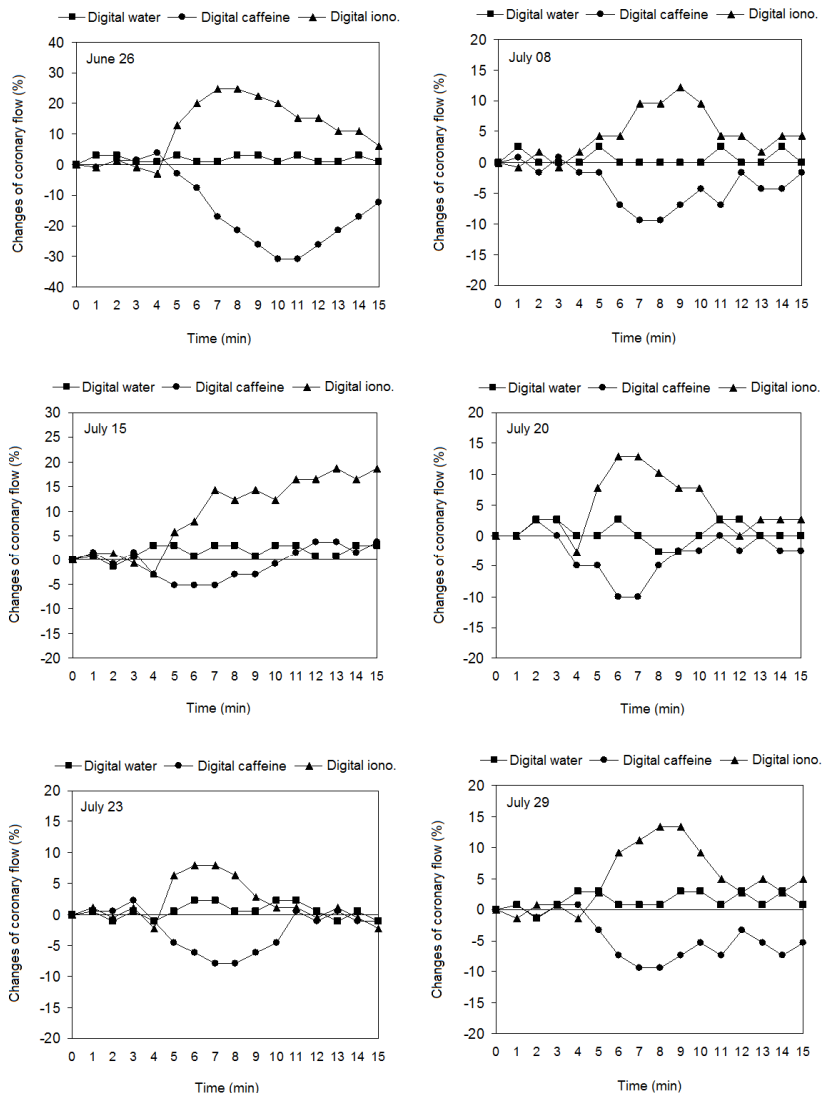 Digital water Digital caffeine Digital iono.
June 26
Changes of coronary flow (%)
40
30
20
10
0
-10
-20
-30
-40
0 1 2 3 4 5 6 7 8 9 10 11 12 13 14 15
Time (min)
Digital water Digital caffeine Digital iono.
July 08
Changes of coronary flow (%)
20
15
10
5
0
-5
-10
-15
-20
0 1 2 3 4 5 6 7 8 9 10 11 12 13 14 15
Time (min)
Digital water Digital caffeine Digital iono.
July 15
Changes of coronary flow (%)
30
25
20
15
10
5
0
-5
-10
-15
-20
0 1 2 3 4 5 6 7 8 9 10 11 12 13 14 15
Time (min)
Digital water Digital caffeine Digital iono.
July 20
Changes of coronary flow (%)
20
15
10
5
0
-5
-10
-15
-20
0 1 2 3 4 5 6 7 8 9 10 11 12 13 14 15
Time (min)
Digital water Digital caffeine Digital iono.
July 23
Changes of coronary flow (%)
20
15
10
5
0
-5
-10
-15
-20
0 1 2 3 4 5 6 7 8 9 10 11 12 13 14 15
Time (min)
Digital water Digital caffeine Digital iono.
July 29
Changes of coronary flow (%)
20
15
10
5
0
-5
-10
-15
-20
0 1 2 3 4 5 6 7 8 9 10 11 12 13 14 15
Time (min)